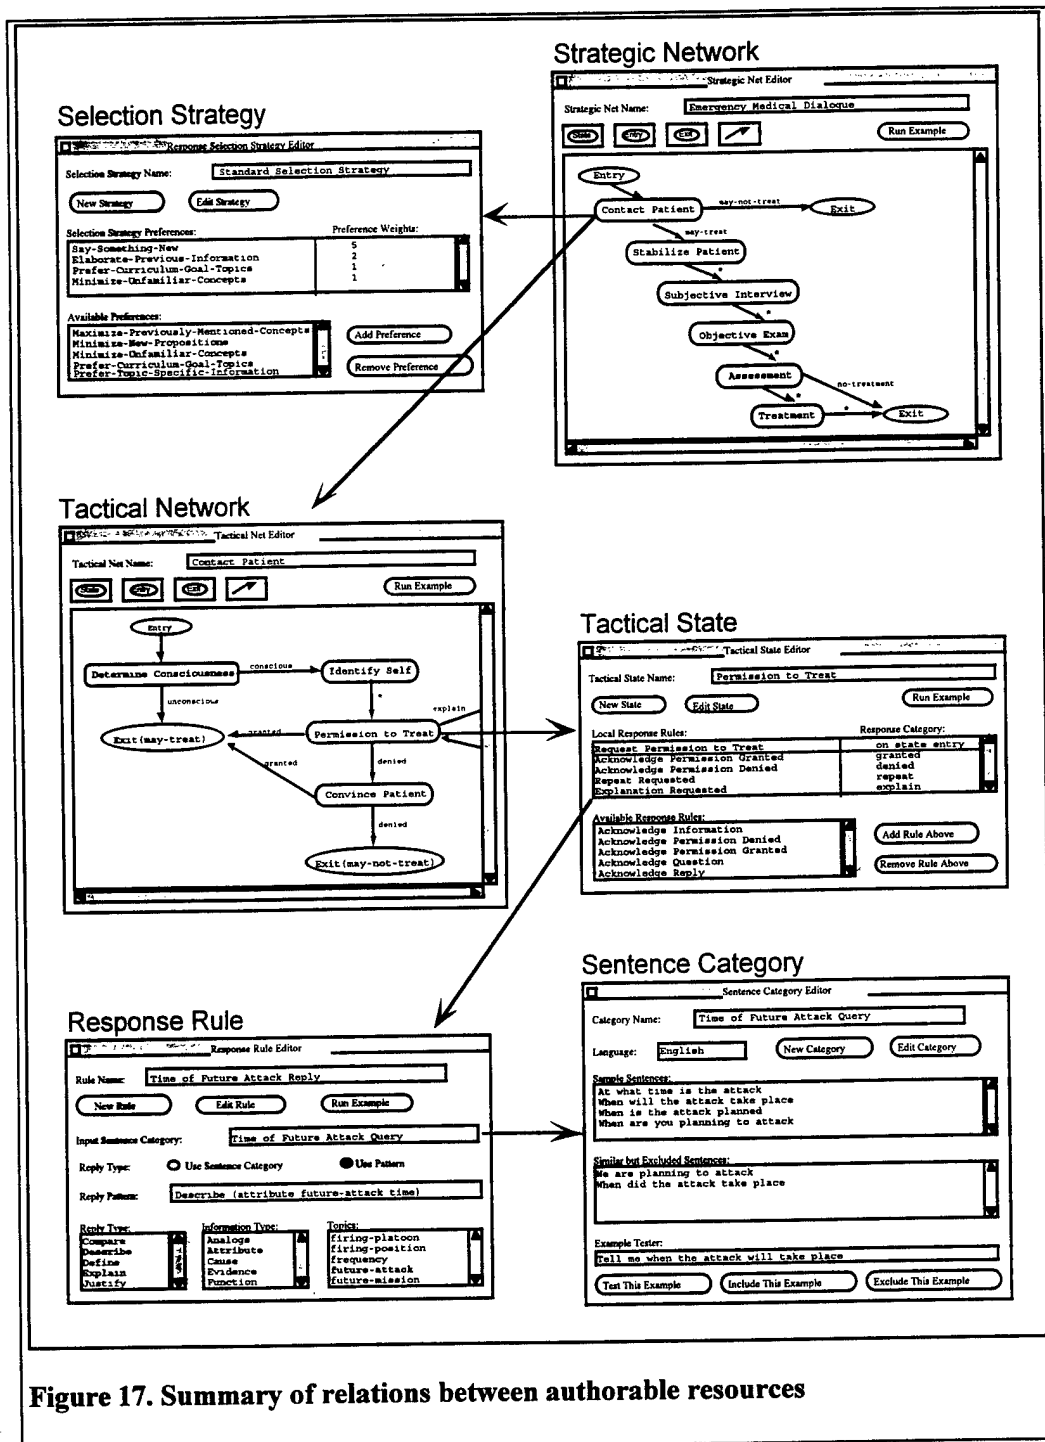 Strategic Network
Strategic Net Editor
Strategic Net Name: Emergency Medical Dialogue
State Entry Exit
Run Example
Entry
Contact Patient
may-not-treat
Exit
may-treat
Stabilize Patient
*
Subjective Interview
*
Objective Exam
*
Assessment
no-treatment
*
Treatment
*
Exit
Selection Strategy
Response Selection Strategy Editor
Selection Strategy Name: Standard Selection Strategy
New Strategy Edit Strategy
Selection Strategy Preferences: Preference Weights:
Say-Something-New 5
Elaborate-Previous-Information 2
Prefer-Curriculum-Goal-Topics 1
Minimize-Unfamiliar-Concepts 1
Available Preferences:
Maximize-Previously-Mentioned-Concepts
Minimize-New-Propositions
Minimize-Unfamiliar-Concepts
Prefer-Curriculum-Goal-Topics
Prefer-Topic-Specific-Information
Add Preference
Remove Preference
Tactical Network
Tactical Net Editor
Tactical Net Name: Contact Patient
State Entry Exit
Run Example
Entry
Determine Consciousness
conscious
Identify Self
unconscious
*
explain
Exit(may-treat)
granted
Permission to Treat
granted
denied
Convince Patient
denied
Exit(may-not-treat)
Tactical State
Tactical State Editor
Tactical State Name: Permission to Treat
New State Edit State Run Example
Local Response Rules: Response Category:
Request Permission to Treat on state entry
Acknowledge Permission Granted granted
Acknowledge Permission Denied denied
Repeat Requested repeat
Explanation Requested explain
Available Response Rules:
Acknowledge Information
Acknowledge Permission Denied
Acknowledge Permission Granted
Acknowledge Question
Acknowledge Reply
Add Rule Above
Remove Rule Above
Response Rule
Response Rule Editor
Rule Name: Time of Future Attack Reply
New Rule Edit Rule Run Example
Input Sentence Category: Time of Future Attack Query
Reply Type: Use Sentence Category Use Pattern
Reply Pattern: Describe (attribute future-attack time)
Reply Type: Information Type: Topics:
Compare Analogs firing-platoon
Describe Attribute firing-position
Define Cause frequency
Explain Evidence future-attack
Justify Function future-mission
Sentence Category
Sentence Category Editor
Category Name: Time of Future Attack Query
Language: English New Category Edit Category
Sample Sentences:
At what time is the attack
When will the attack take place
When is the attack planned
When are you planning to attack
Similar but Excluded Sentences:
We are planning to attack
When did the attack take place
Example Tester:
Tell me when the attack will take place
Test This Example Include This Example Exclude This Example
Figure 17. Summary of relations between authorable resources